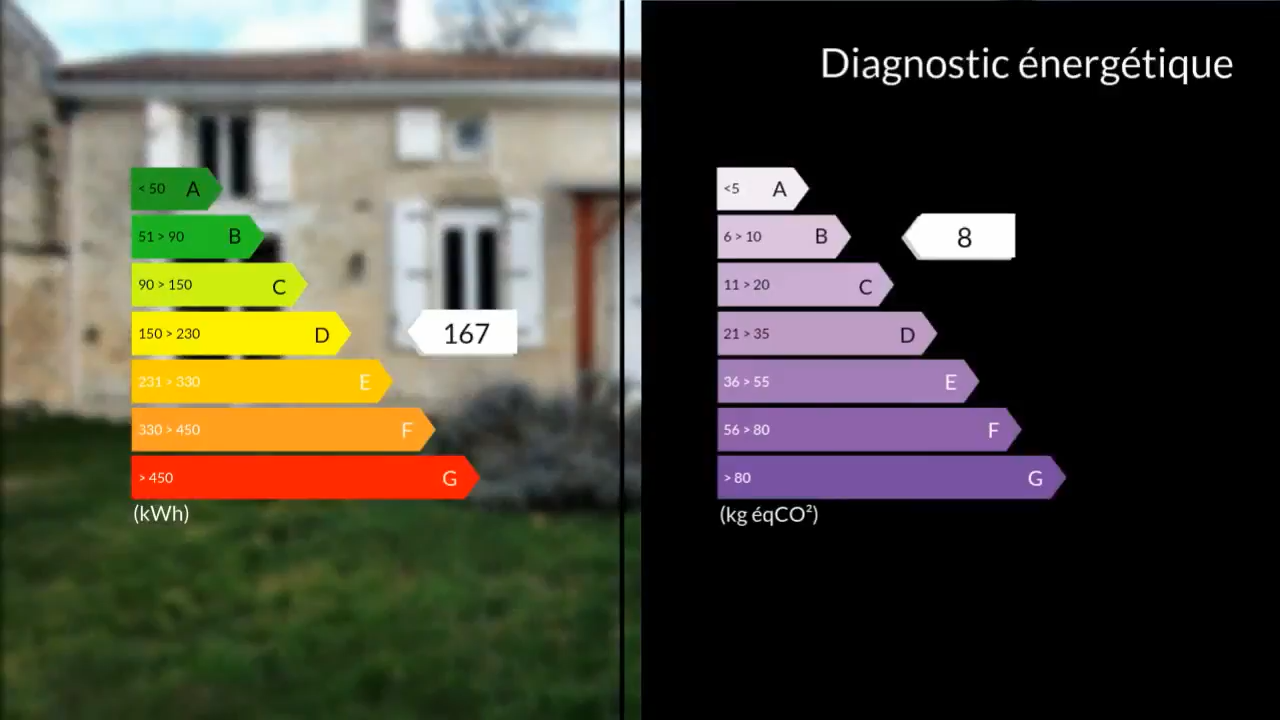 Diagnostic énergétique
< 50 A
51 > 90 B
90 > 150 C
150 > 230 D
167
231 > 330 E
330 > 450 F
> 450 G
(kWh)
<5 A
6 > 10 B
8
11 > 20 C
21 > 35 D
36 > 55 E
56 > 80 F
> 80 G
(kg éqCO²)